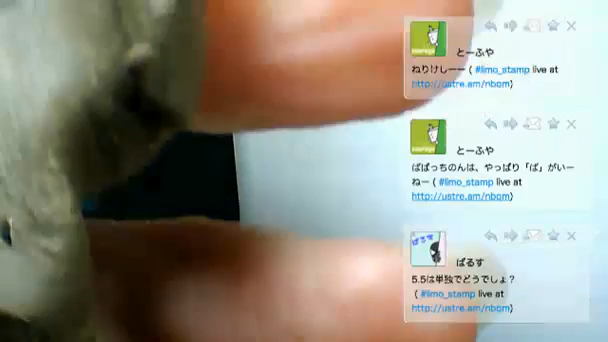 とーふや
ねりけしーー ( #limo_stamp live at
http://ustre.am/nbom)
とーふや
ぱぱっちのんは、やっぱり「ば」がいー
ねー ( #limo_stamp live at
http://ustre.am/nbom)
ぱるす
5.5は単独でどうでしょ？
( #limo_stamp live at
http://ustre.am/nbom)